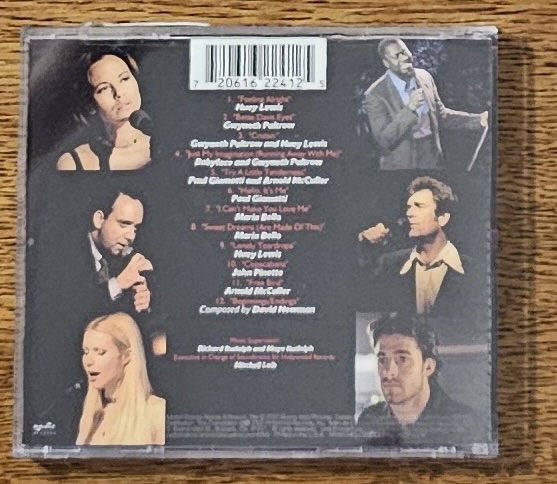 7 20616 22412 5
1. "Feeling Alright"
Huey Lewis
2. "Bette Davis Eyes"
Gwyneth Paltrow
3. "Cruisin'"
Gwyneth Paltrow and Huey Lewis
4. "Just My Imagination (Running Away With Me)"
Babyface and Gwyneth Paltrow
5. "Try A Little Tenderness"
Paul Giamatti and Arnold McCuller
6. "Hello, It's Me"
Paul Giamatti
7. "I Can't Make You Love Me"
Maria Bello
8. "Sweet Dreams (Are Made Of This)"
Maria Bello
9. "Lonely Teardrops"
Huey Lewis
10. "Copacabana"
John Pinette
11. "Free Bird"
Arnold McCuller
12. "Beginnings/Endings"
Composed by David Newman
Music Supervision:
Richard Rudolph and Maya Rudolph
Executive in Charge of Soundtracks for Hollywood Records
Mitchell Leib